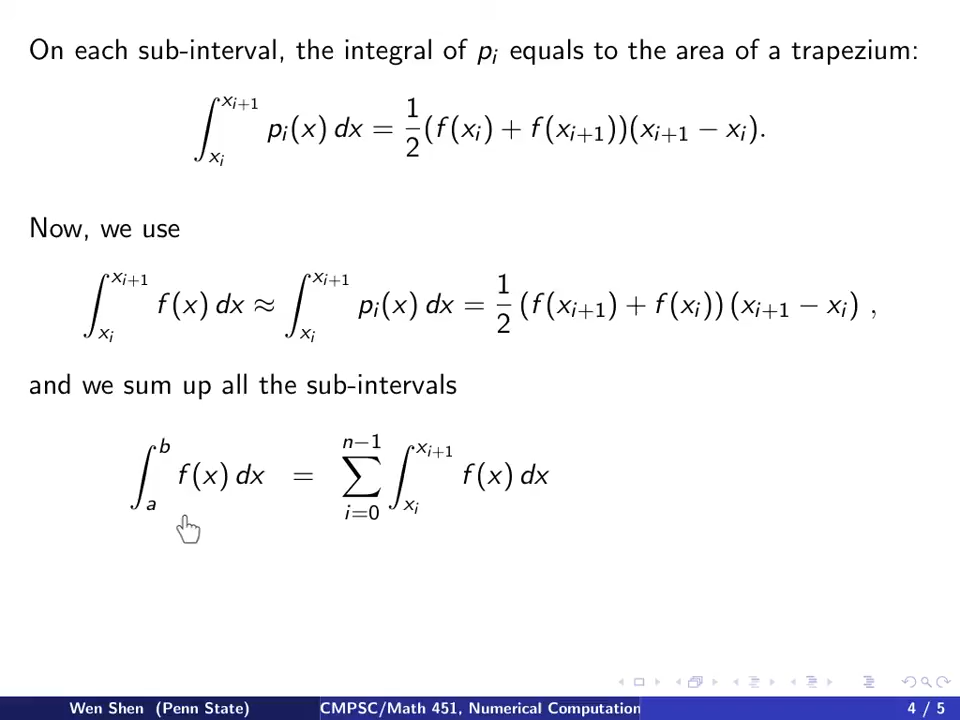 On each sub-interval, the integral of p_i equals to the area of a trapezium:
∫_{x_i}^{x_{i+1}} p_i(x) dx = 1/2 (f(x_i) + f(x_{i+1}))(x_{i+1} − x_i).
Now, we use
∫_{x_i}^{x_{i+1}} f(x) dx ≈ ∫_{x_i}^{x_{i+1}} p_i(x) dx = 1/2 (f(x_{i+1}) + f(x_i)) (x_{i+1} − x_i) ,
and we sum up all the sub-intervals
∫_a^b f(x) dx = ∑_{i=0}^{n−1} ∫_{x_i}^{x_{i+1}} f(x) dx
Wen Shen (Penn State) CMPSC/Math 451, Numerical Computation 4 / 5